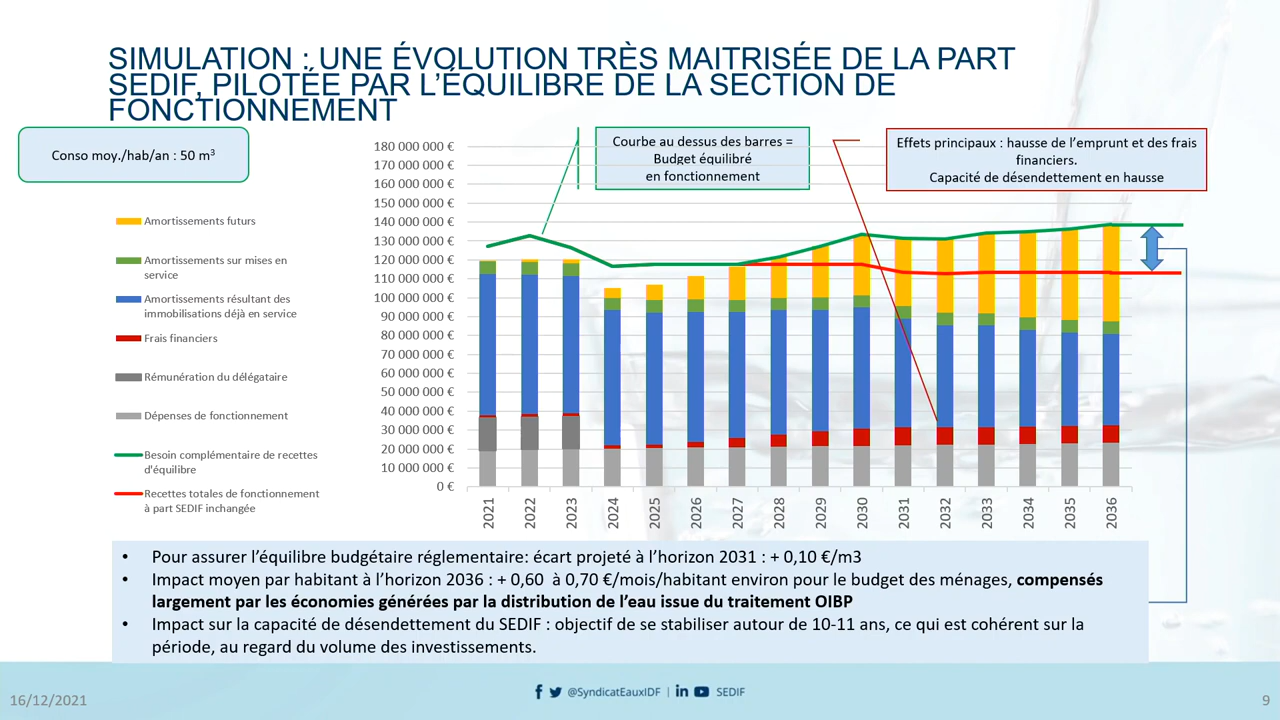 SIMULATION : UNE ÉVOLUTION TRÈS MAITRISÉE DE LA PART
SEDIF, PILOTÉE PAR L'ÉQUILIBRE DE LA SECTION DE
FONCTIONNEMENT
Conso moy./hab/an : 50 m³
Courbe au dessus des barres =
Budget équilibré
en fonctionnement
Effets principaux : hausse de l'emprunt et des frais
financiers.
Capacité de désendettement en hausse
Amortissements futurs
Amortissements sur mises en
service
Amortissements résultant des
immobilisations déjà en service
Frais financiers
Rémunération du délégataire
Dépenses de fonctionnement
Besoin complémentaire de recettes
d'équilibre
Recettes totales de fonctionnement
à part SEDIF inchangée
180 000 000 €
170 000 000 €
160 000 000 €
150 000 000 €
140 000 000 €
130 000 000 €
120 000 000 €
110 000 000 €
100 000 000 €
90 000 000 €
80 000 000 €
70 000 000 €
60 000 000 €
50 000 000 €
40 000 000 €
30 000 000 €
20 000 000 €
10 000 000 €
0 €
2021
2022
2023
2024
2025
2026
2027
2028
2029
2030
2031
2032
2033
2034
2035
2036
• Pour assurer l'équilibre budgétaire réglementaire: écart projeté à l'horizon 2031 : + 0,10 €/m3
• Impact moyen par habitant à l'horizon 2036 : + 0,60 à 0,70 €/mois/habitant environ pour le budget des ménages, compensés
largement par les économies générées par la distribution de l'eau issue du traitement OIBP
• Impact sur la capacité de désendettement du SEDIF : objectif de se stabiliser autour de 10-11 ans, ce qui est cohérent sur la
période, au regard du volume des investissements.
16/12/2021
@SyndicatEauxIDF | SEDIF
9